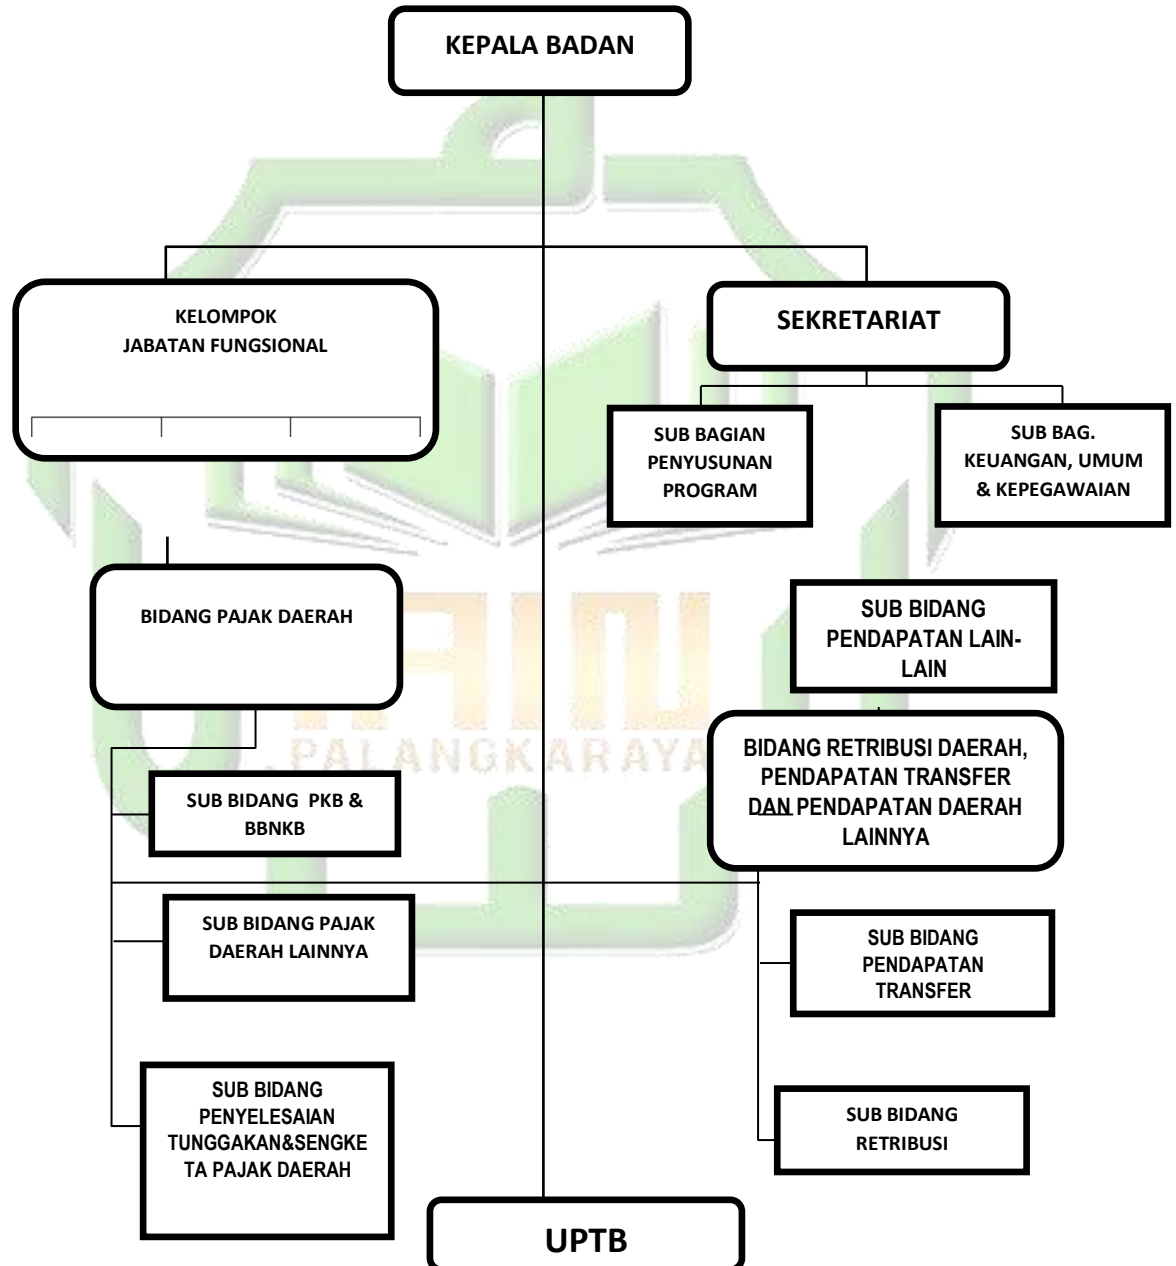 KEPALA BADAN
KELOMPOK
JABATAN FUNGSIONAL
SEKRETARIAT
SUB BAGIAN
PENYUSUNAN
PROGRAM
SUB BAG.
KEUANGAN, UMUM
& KEPEGAWAIAN
BIDANG PAJAK DAERAH
SUB BIDANG
PENDAPATAN LAIN-
LAIN
BIDANG RETRIBUSI DAERAH,
PENDAPATAN TRANSFER
DAN PENDAPATAN DAERAH
LAINNYA
IAIN
PALANGKARAYA
SUB BIDANG PKB &
BBNKB
SUB BIDANG PAJAK
DAERAH LAINNYA
SUB BIDANG
PENDAPATAN
TRANSFER
SUB BIDANG
PENYELESAIAN
TUNGGAKAN&SENGKE
TA PAJAK DAERAH
SUB BIDANG
RETRIBUSI
UPTB